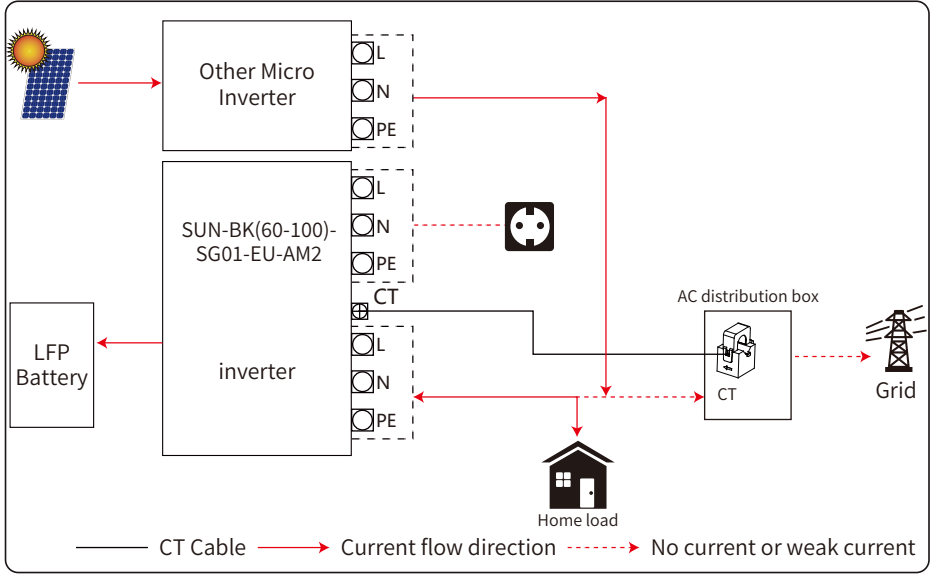 Other Micro
Inverter
L
N
PE
SUN-BK(60-100)-
SG01-EU-AM2
L
N
PE
CT
AC distribution box
LFP
Battery
inverter
L
N
PE
CT
Grid
Home load
CT Cable
Current flow direction
No current or weak current